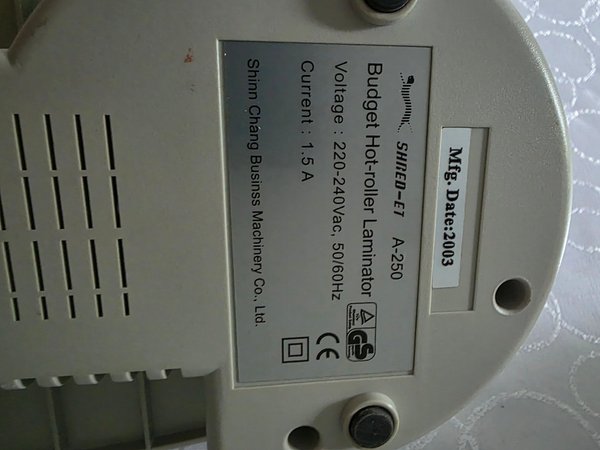 Mfg. Date:2003
SHRED-ET A-250
Budget Hot-roller Laminator
Voltage : 220-240Vac, 50/60Hz
Current : 1.5 A
Shinn Chang Businss Machinery Co., Ltd.
GS
CE